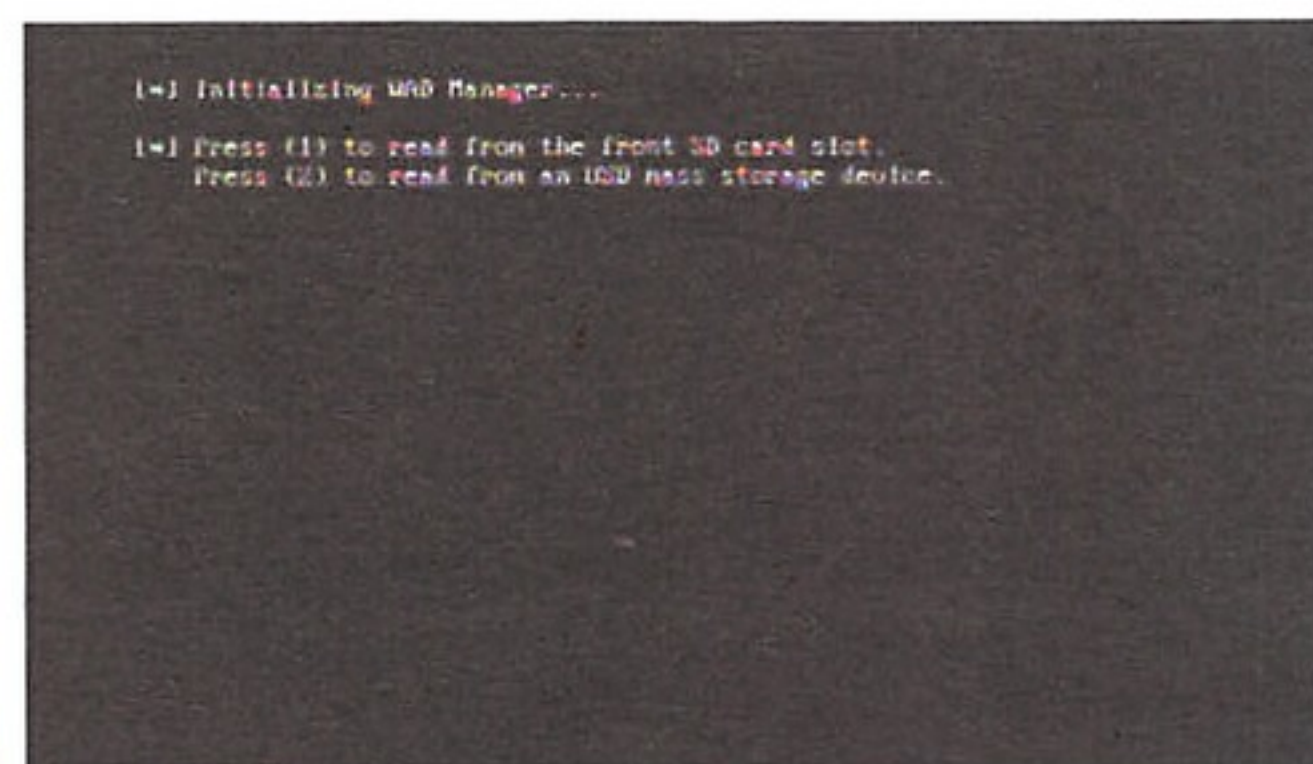 [+] Initializing WAD Manager...
[+] Press (1) to read from the front SD card slot.
Press (2) to read from an USB mass storage device.